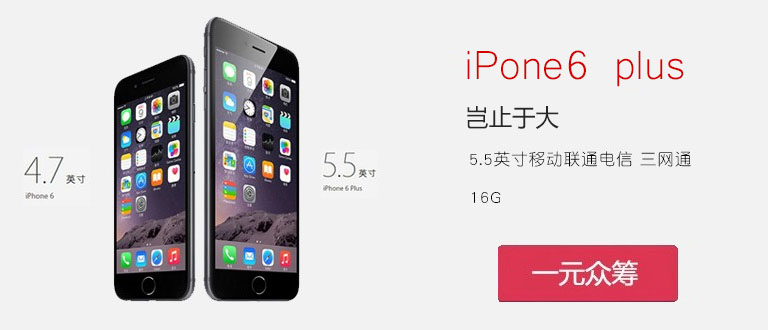 4.7 英寸
iPhone 6
5.5 英寸
iPhone 6 Plus
iPone6 plus
岂止于大
5.5英寸移动联通电信 三网通
16G
一元众筹